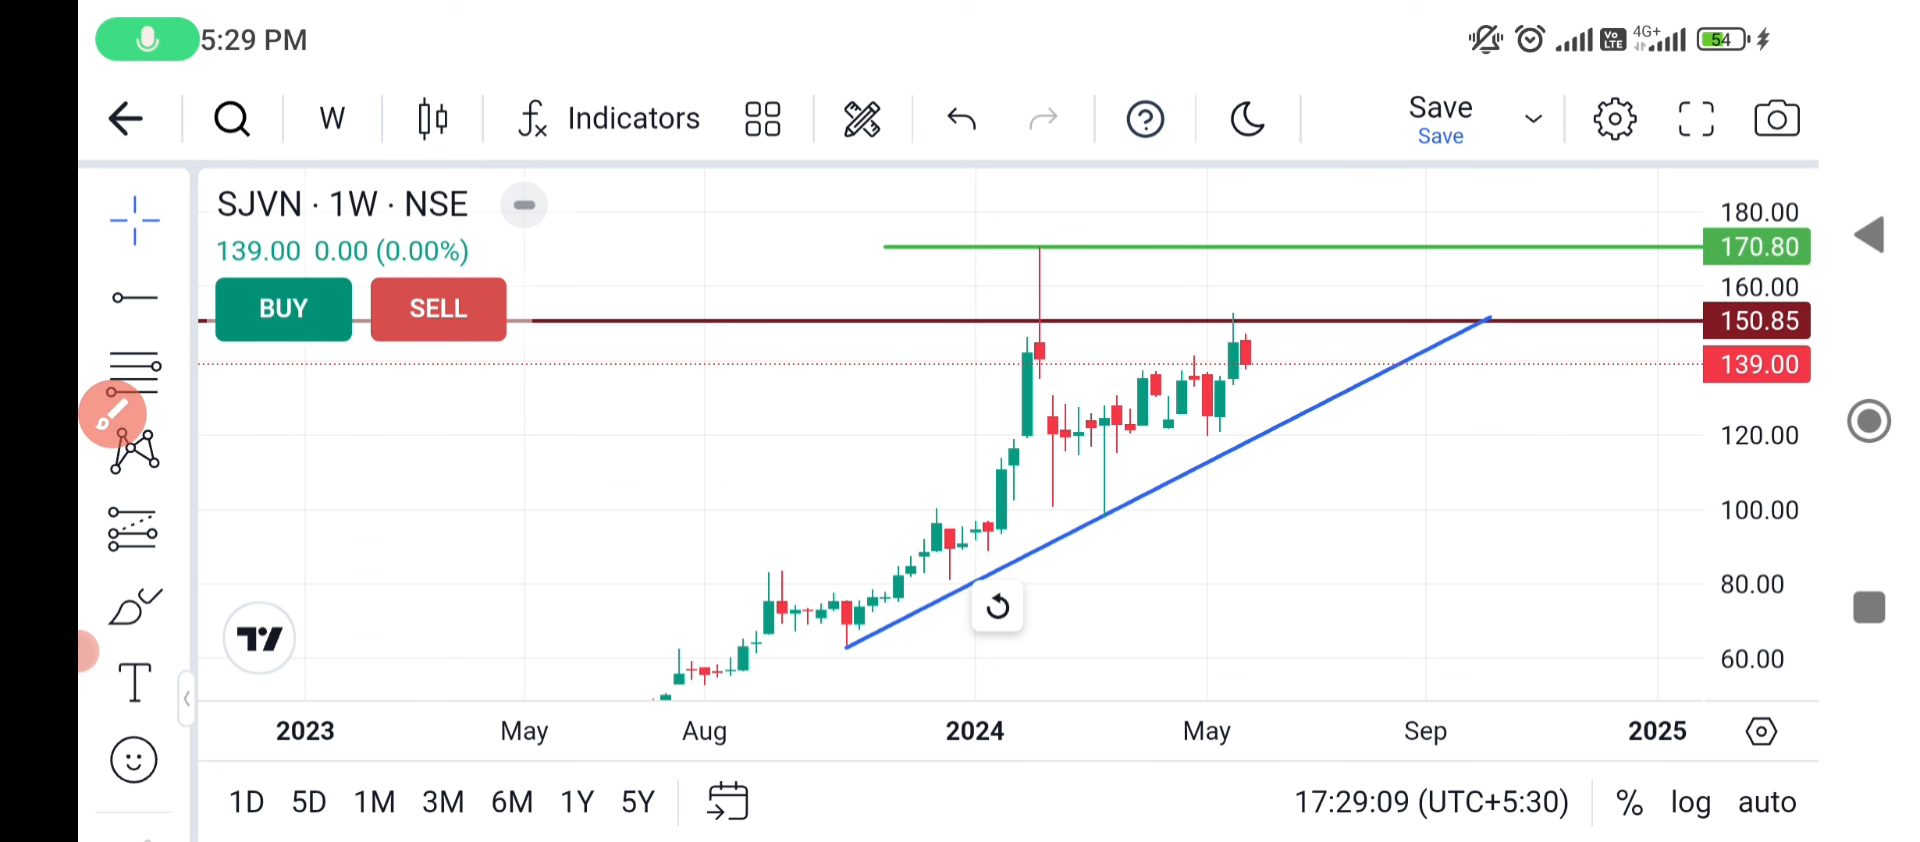 5:29 PM
Vo LTE 4G+ 54
W Indicators Save
Save
SJVN · 1W · NSE
139.00 0.00 (0.00%)
BUY SELL
180.00
170.80
160.00
150.85
139.00
120.00
100.00
80.00
60.00
T
2023 May Aug 2024 May Sep 2025
1D 5D 1M 3M 6M 1Y 5Y 17:29:09 (UTC+5:30) % log auto